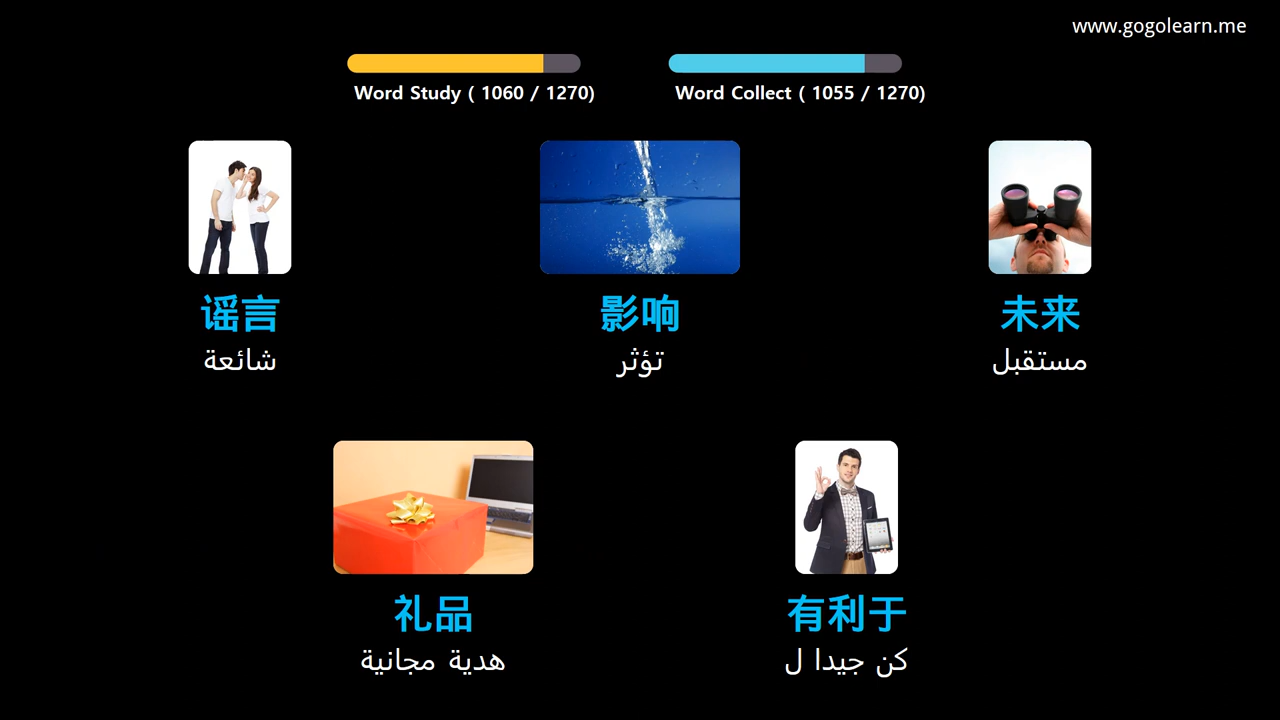 www.gogolearn.me
Word Study ( 1060 / 1270)
Word Collect ( 1055 / 1270)
谣言
شائعة
影响
تؤثر
未来
مستقبل
礼品
هدية مجانية
有利于
كن جيدا ل